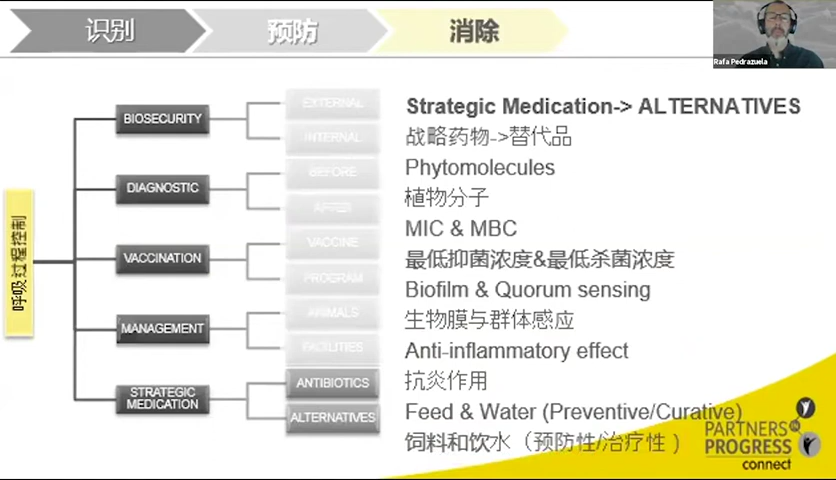 识别
预防
消除
Rafa Pedrazuela
呼吸过程控制
BIOSECURITY
EXTERNAL
INTERNAL
DIAGNOSTIC
BEFORE
AFTER
VACCINATION
VACCINE
PROGRAM
MANAGEMENT
ANIMALS
FACILITIES
STRATEGIC
MEDICATION
ANTIBIOTICS
ALTERNATIVES
Strategic Medication-> ALTERNATIVES
战略药物->替代品
Phytomolecules
植物分子
MIC & MBC
最低抑菌浓度&最低杀菌浓度
Biofilm & Quorum sensing
生物膜与群体感应
Anti-inflammatory effect
抗炎作用
Feed & Water (Preventive/Curative)
饲料和饮水（预防性/治疗性）
PARTNERS IN
PROGRESS
connect